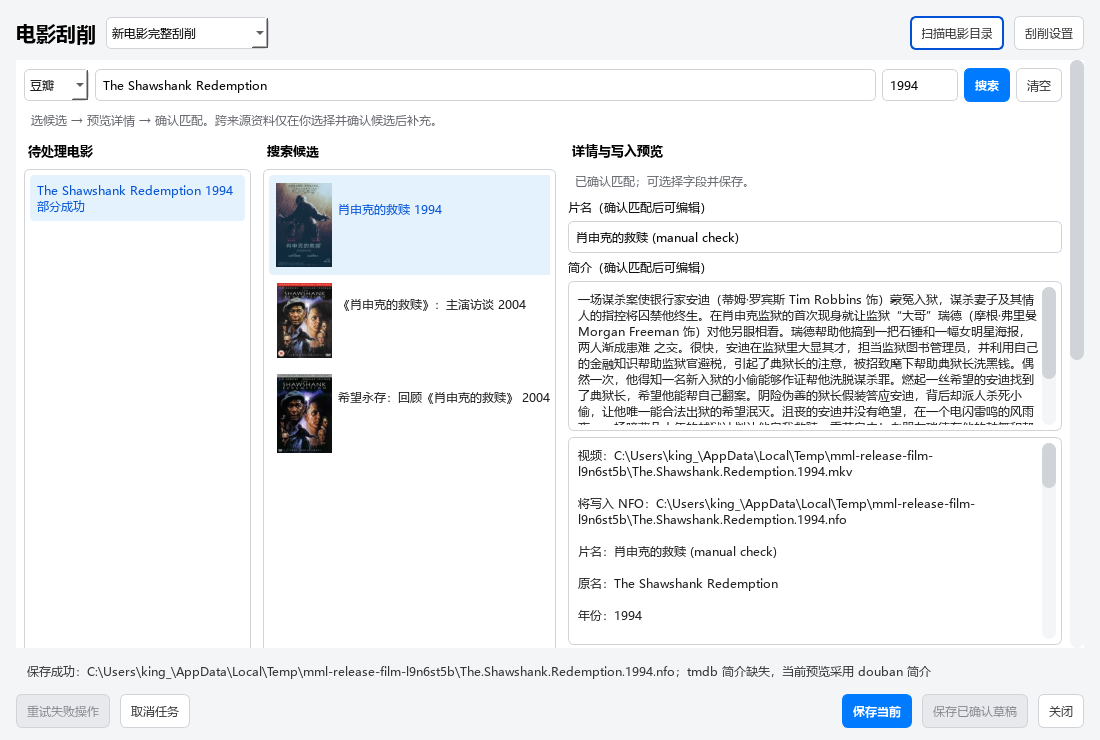 电影刮削
新电影完整刮削
扫描电影目录
刮削设置
豆瓣
The Shawshank Redemption
1994
搜索
清空
选候选 → 预览详情 → 确认匹配。跨来源资料仅在你选择并确认候选后补充。
待处理电影
The Shawshank Redemption 1994
部分成功
搜索候选
肖申克的救赎 1994
《肖申克的救赎》：主演访谈 2004
希望永存：回顾《肖申克的救赎》 2004
详情与写入预览
已确认匹配；可选择字段并保存。
片名（确认匹配后可编辑）
肖申克的救赎 (manual check)
简介（确认匹配后可编辑）
一场谋杀案使银行家安迪（蒂姆·罗宾斯 Tim Robbins 饰）蒙冤入狱，谋杀妻子及其情
人的指控将囚禁他终生。在肖申克监狱的首次现身就让监狱“大哥”瑞德（摩根·弗里曼
Morgan Freeman 饰）对他另眼相看。瑞德帮助他搞到一把石锤和一幅女明星海报，
两人渐成患难 之交。很快，安迪在监狱里大显其才，担当监狱图书管理员，并利用自己
的金融知识帮助监狱官避税，引起了典狱长的注意，被招致麾下帮助典狱长洗黑钱。偶
然一次，他得知一名新入狱的小偷能够作证帮他洗脱谋杀罪。燃起一丝希望的安迪找到
了典狱长，希望他能帮自己翻案。阴险伪善的狱长假装答应安迪，背后却派人杀死小
偷，让他唯一能合法出狱的希望泯灭。沮丧的安迪并没有绝望，在一个电闪雷鸣的风雨
视频：C:\Users\king_\AppData\Local\Temp\mml-release-film-
l9n6st5b\The.Shawshank.Redemption.1994.mkv
将写入 NFO：C:\Users\king_\AppData\Local\Temp\mml-release-film-
l9n6st5b\The.Shawshank.Redemption.1994.nfo
片名：肖申克的救赎 (manual check)
原名：The Shawshank Redemption
年份：1994
保存成功：C:\Users\king_\AppData\Local\Temp\mml-release-film-l9n6st5b\The.Shawshank.Redemption.1994.nfo；tmdb 简介缺失，当前预览采用 douban 简介
重试失败操作
取消任务
保存当前
保存已确认草稿
关闭